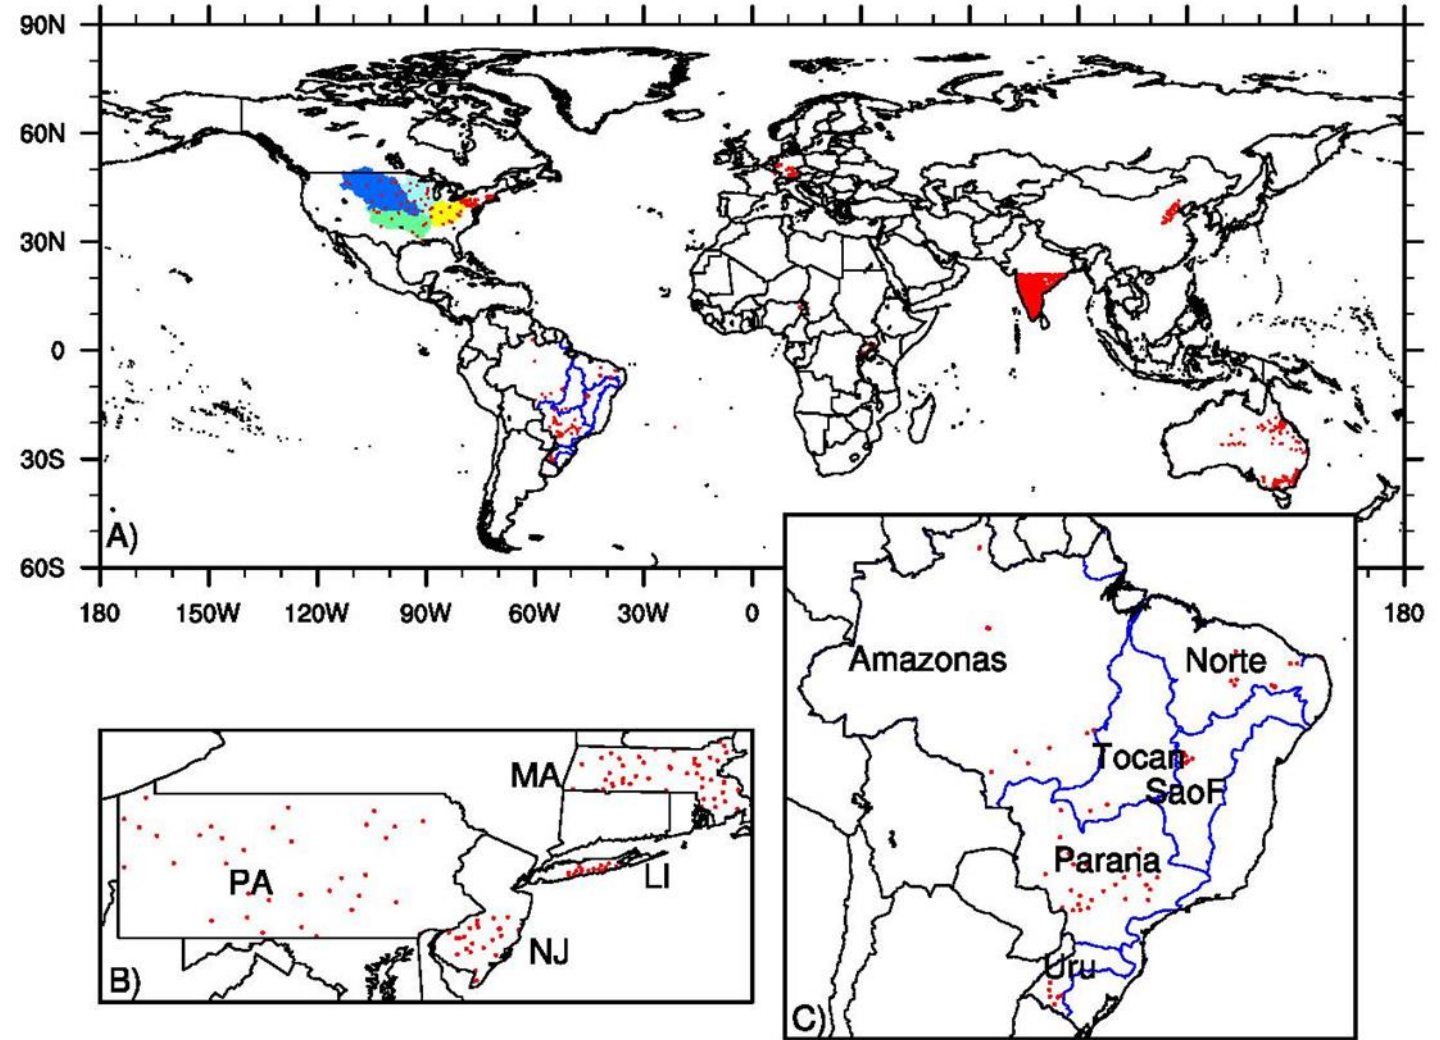 90N
60N
30N
0
30S
60S
A)
180 150W 120W 90W 60W 30W 0 180
Amazonas
Norte
Tocan
SaoF
Parana
Uru
C)
MA
PA
LI
NJ
B)